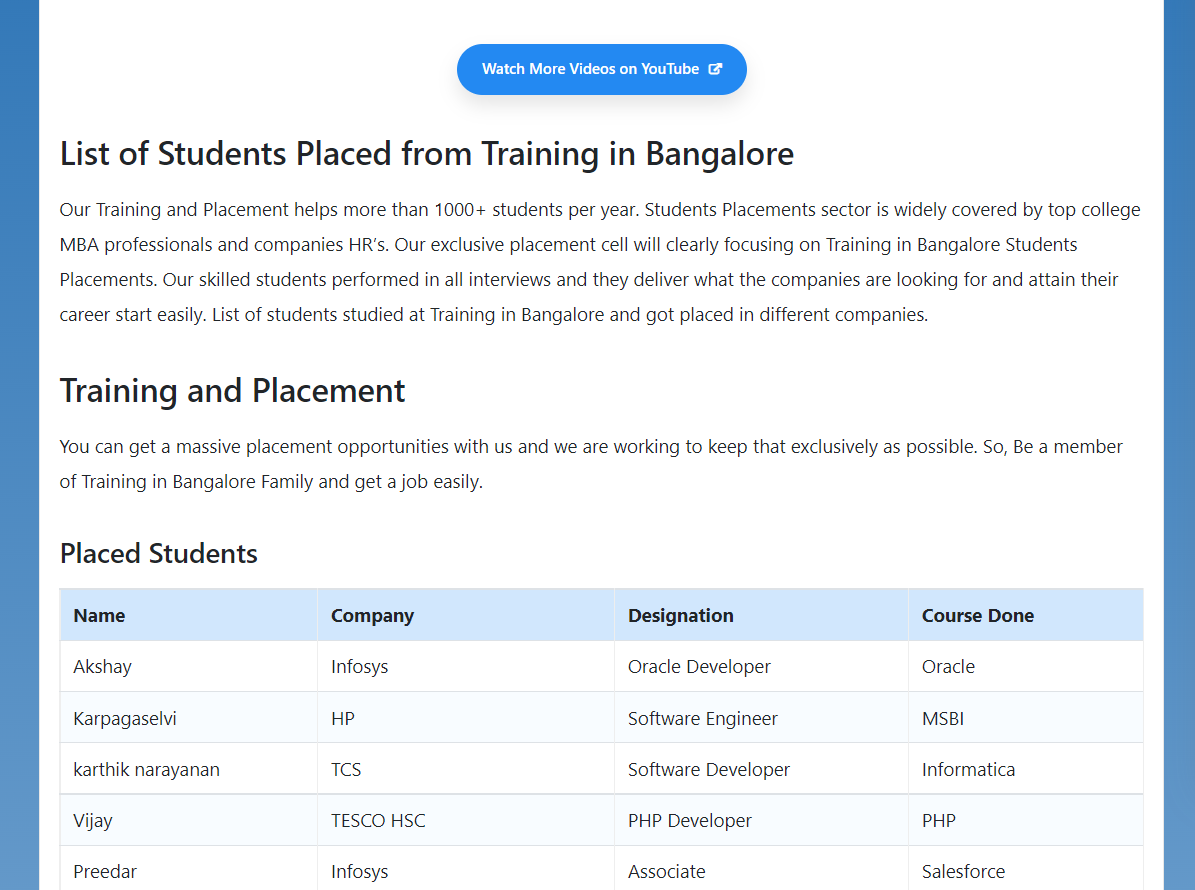 Watch More Videos on YouTube
List of Students Placed from Training in Bangalore
Our Training and Placement helps more than 1000+ students per year. Students Placements sector is widely covered by top college
MBA professionals and companies HR’s. Our exclusive placement cell will clearly focusing on Training in Bangalore Students
Placements. Our skilled students performed in all interviews and they deliver what the companies are looking for and attain their
career start easily. List of students studied at Training in Bangalore and got placed in different companies.
Training and Placement
You can get a massive placement opportunities with us and we are working to keep that exclusively as possible. So, Be a member
of Training in Bangalore Family and get a job easily.
Placed Students
Name Company Designation Course Done
Akshay Infosys Oracle Developer Oracle
Karpagaselvi HP Software Engineer MSBI
karthik narayanan TCS Software Developer Informatica
Vijay TESCO HSC PHP Developer PHP
Preedar Infosys Associate Salesforce